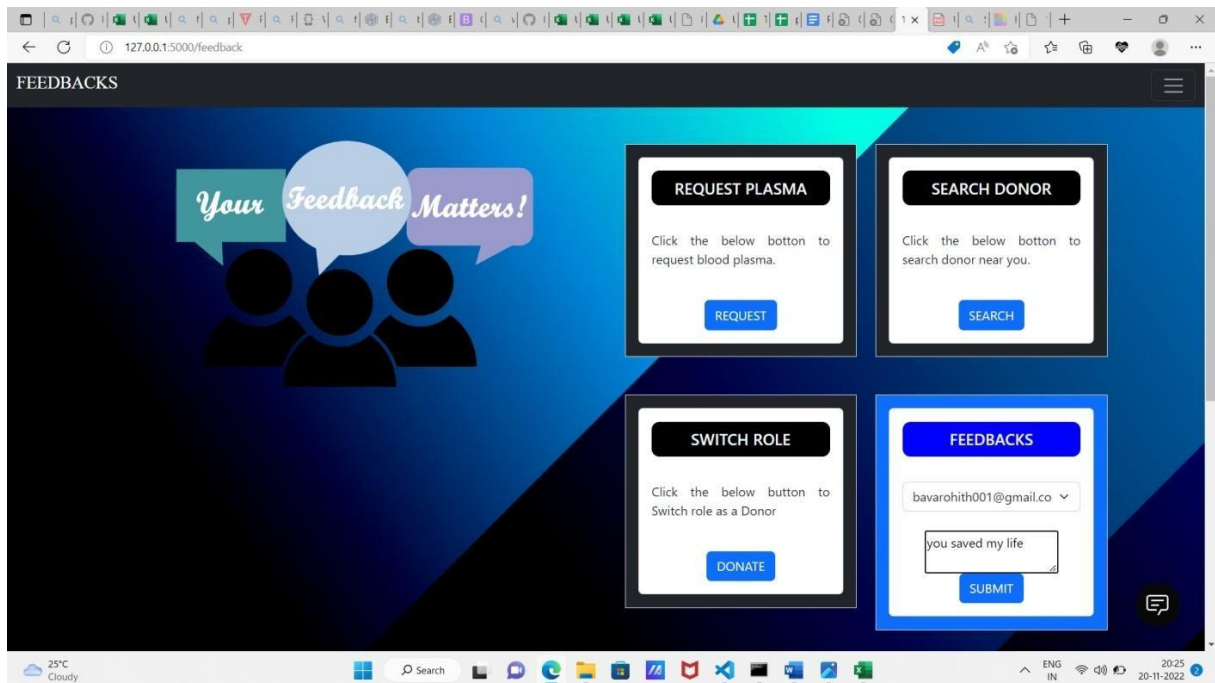 127.0.0.1:5000/feedback
FEEDBACKS
Your Feedback Matters!
REQUEST PLASMA
Click the below botton to
request blood plasma.
REQUEST
SEARCH DONOR
Click the below botton to
search donor near you.
SEARCH
SWITCH ROLE
Click the below button to
Switch role as a Donor
DONATE
FEEDBACKS
bavarohith001@gmail.co
you saved my life
SUBMIT
25°C
Cloudy
Search
ENG
IN
20:25
20-11-2022
2